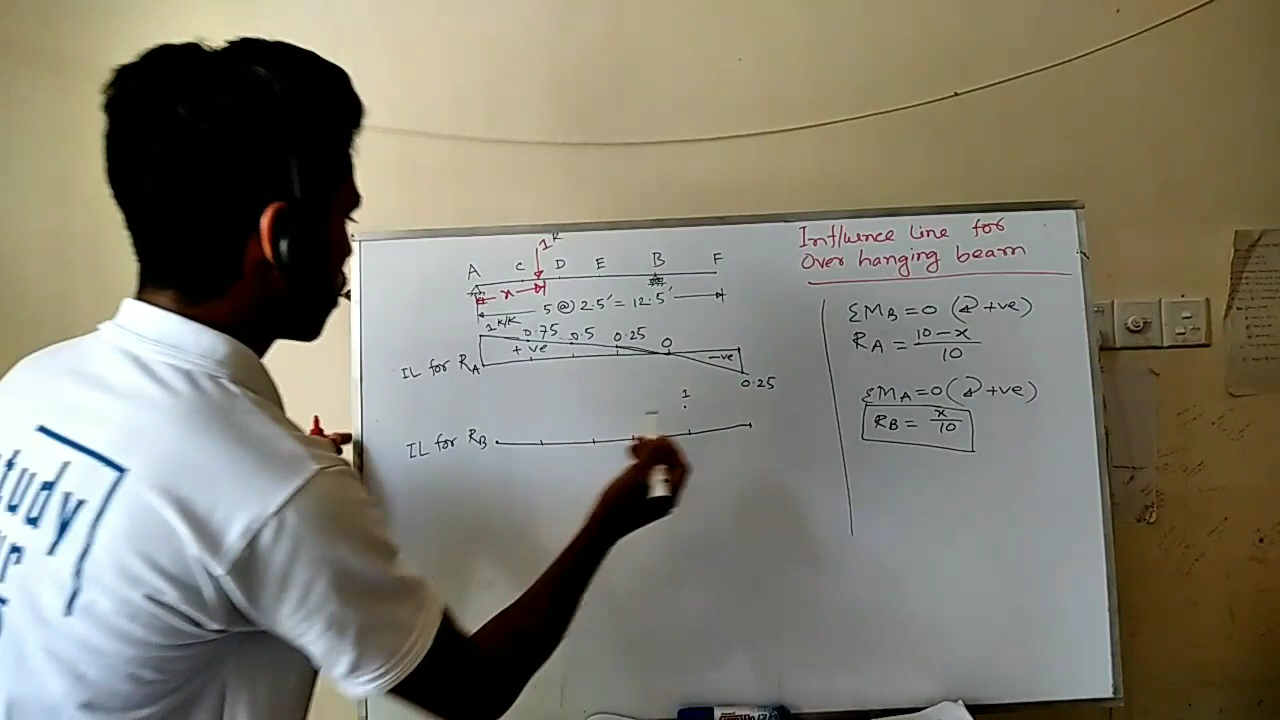 Influence Line for
Over hanging beam
1K
A C D E B F
x
5 @ 2.5' = 12.5'
1 K/K 0.75 0.5 0.25 0
+ve -ve
IL for RA
0.25
1
IL for RB
ΣMB=0 (↻ +ve)
RA = 10-x/10
ΣMA=0 (↻ +ve)
RB = x/10
tudy